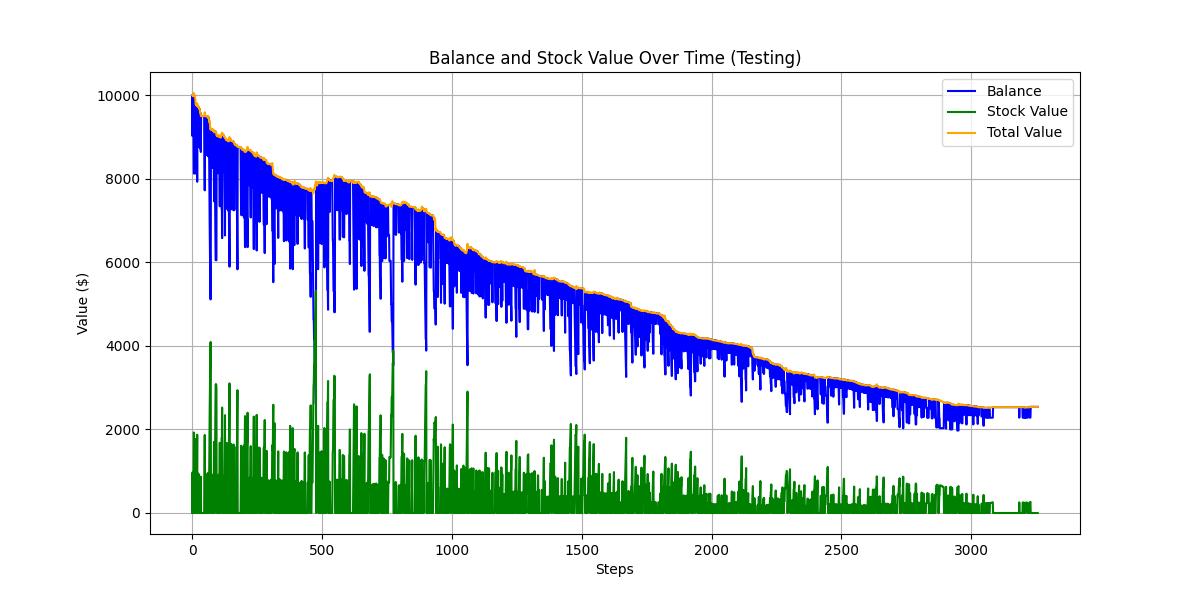 Balance and Stock Value Over Time (Testing)
Balance
Stock Value
Total Value
Value ($)
10000
8000
6000
4000
2000
0
0 500 1000 1500 2000 2500 3000
Steps